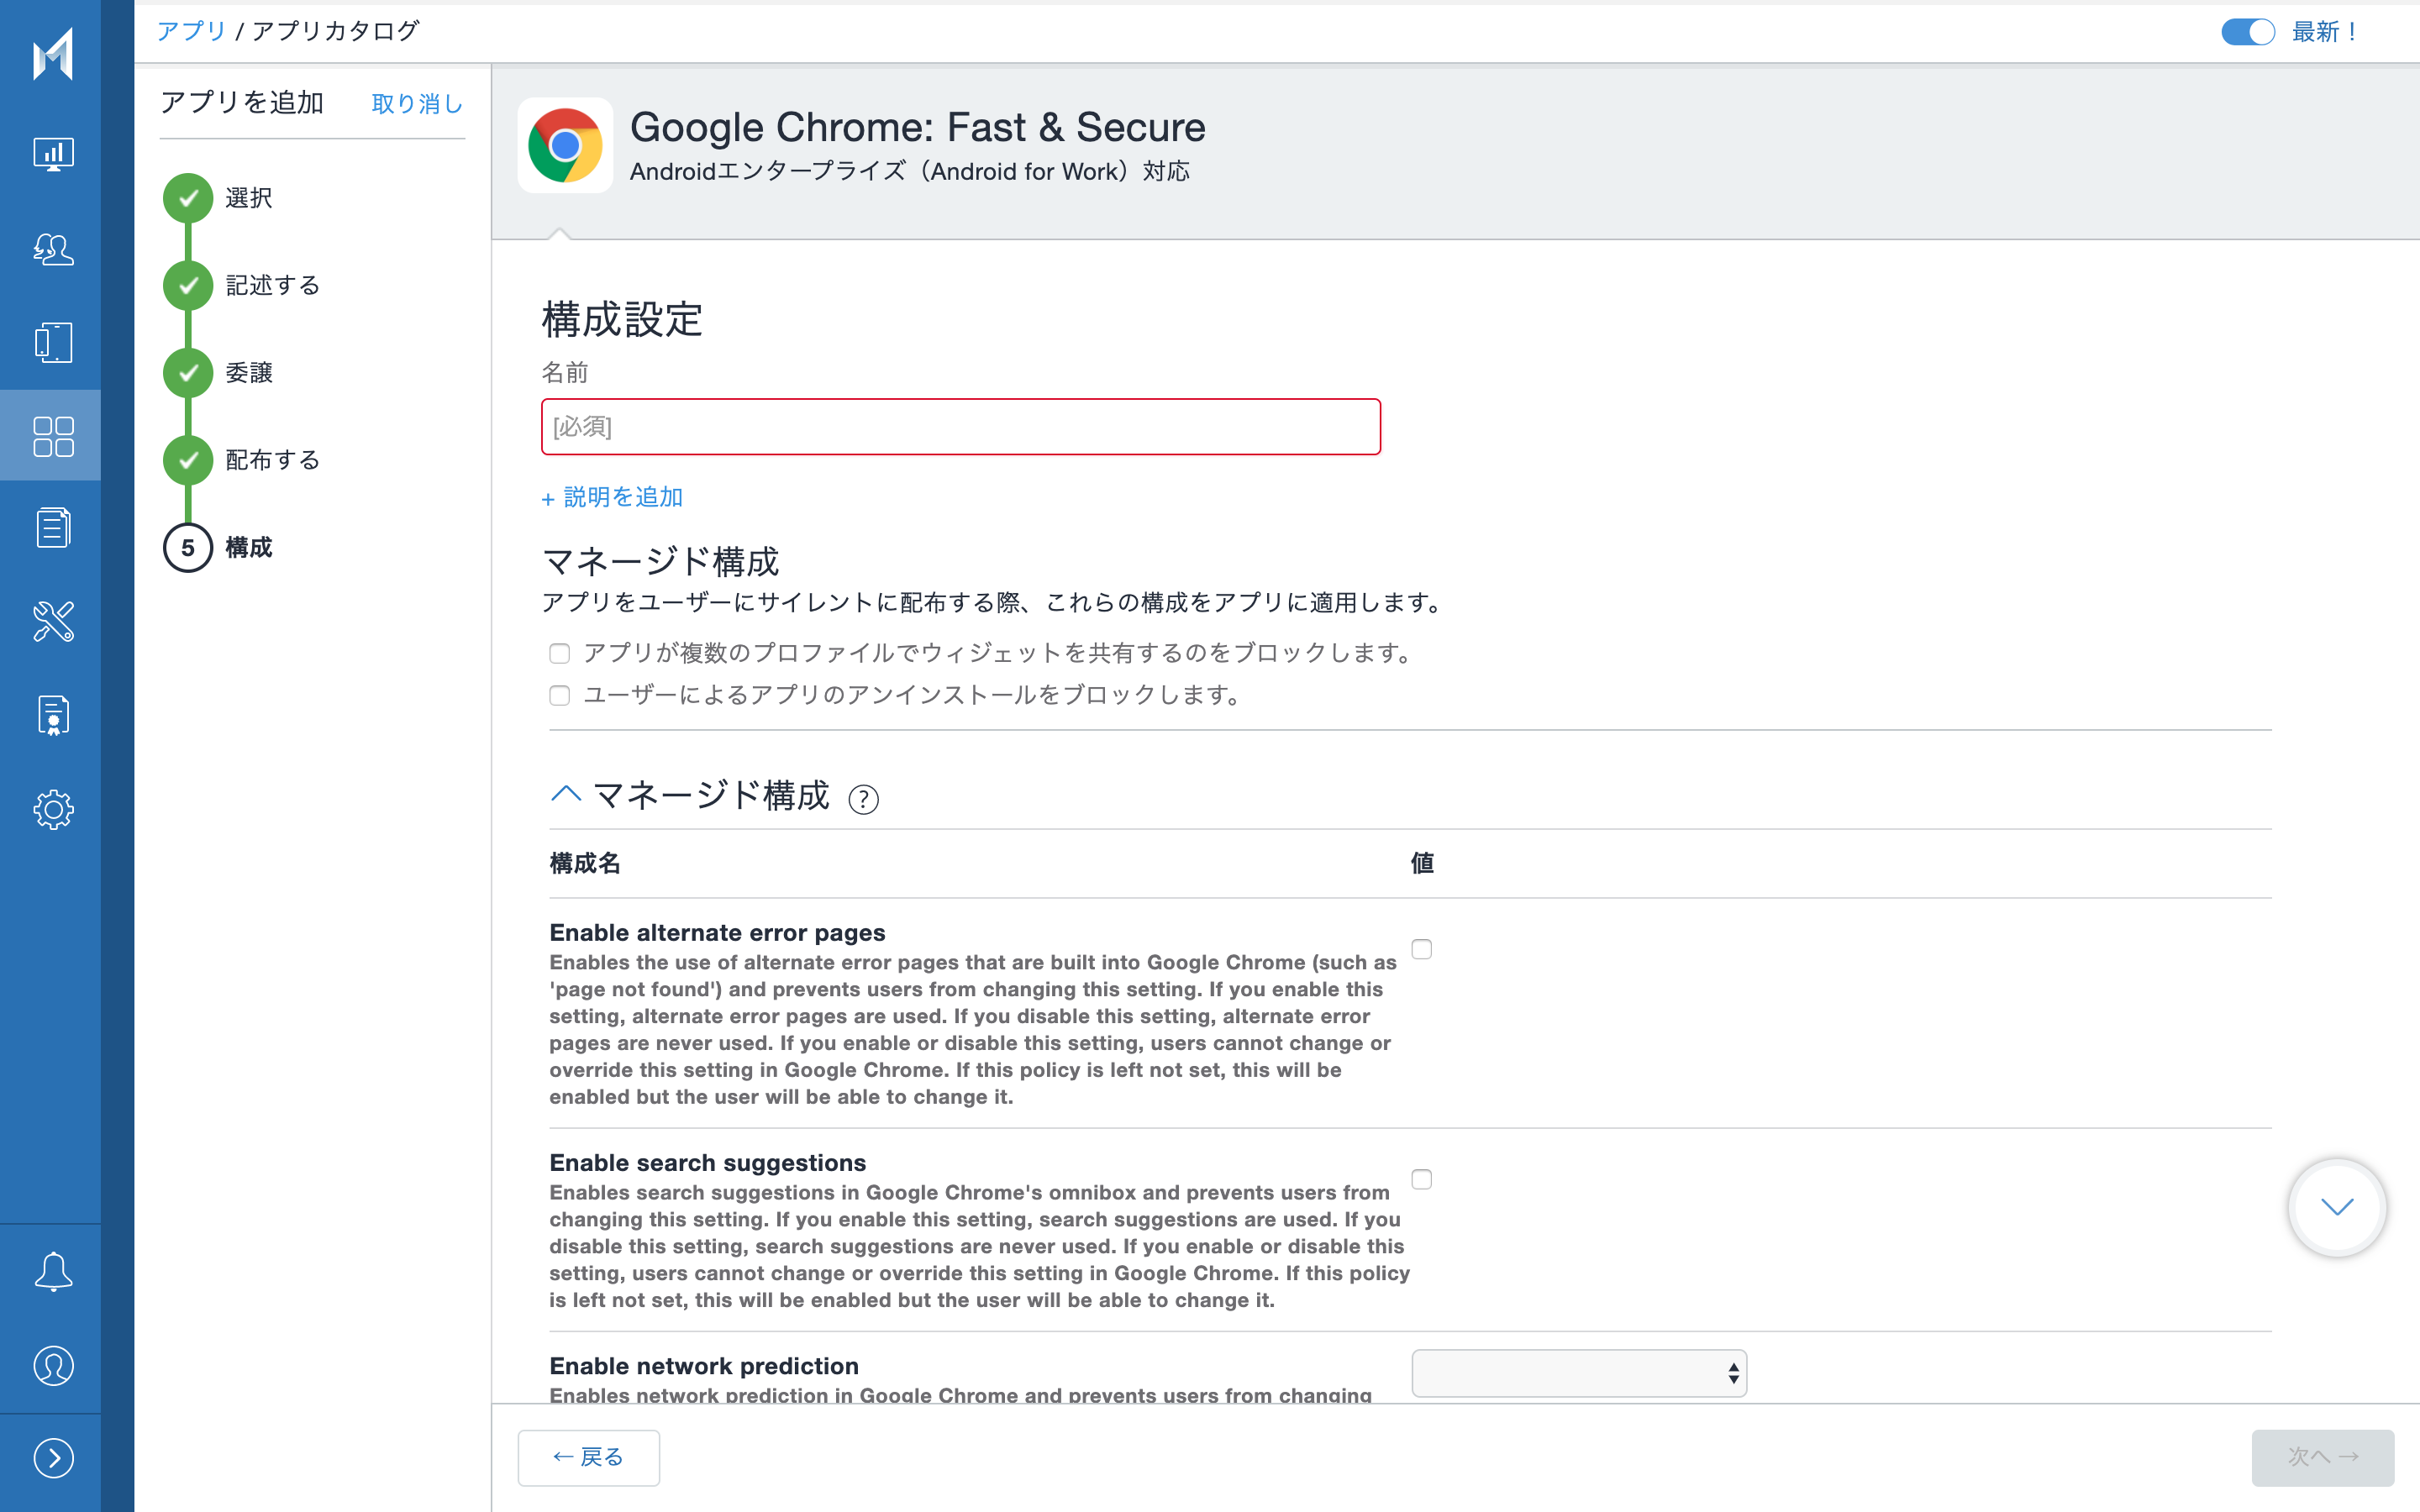 アプリ / アプリカタログ
最新！
アプリを追加
取り消し
選択
記述する
委譲
配布する
5 構成
Google Chrome: Fast & Secure
Androidエンタープライズ（Android for Work）対応
構成設定
名前
[必須]
+ 説明を追加
マネージド構成
アプリをユーザーにサイレントに配布する際、これらの構成をアプリに適用します。
アプリが複数のプロファイルでウィジェットを共有するのをブロックします。
ユーザーによるアプリのアンインストールをブロックします。
マネージド構成 ?
構成名
値
Enable alternate error pages
Enables the use of alternate error pages that are built into Google Chrome (such as
'page not found') and prevents users from changing this setting. If you enable this
setting, alternate error pages are used. If you disable this setting, alternate error
pages are never used. If you enable or disable this setting, users cannot change or
override this setting in Google Chrome. If this policy is left not set, this will be
enabled but the user will be able to change it.
Enable search suggestions
Enables search suggestions in Google Chrome's omnibox and prevents users from
changing this setting. If you enable this setting, search suggestions are used. If you
disable this setting, search suggestions are never used. If you enable or disable this
setting, users cannot change or override this setting in Google Chrome. If this policy
is left not set, this will be enabled but the user will be able to change it.
Enable network prediction
Enables network prediction in Google Chrome and prevents users from changing
← 戻る
次へ →